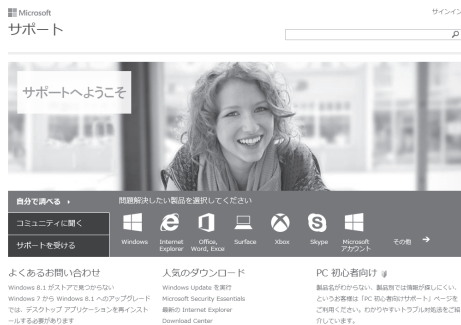 Microsoft
サインイン
サポート
サポートへようこそ
自分で調べる
問題解決したい製品を選択してください
コミュニティに聞く
サポートを受ける
Windows
Internet Explorer
Office, Word, Excel
Surface
Xbox
Skype
Microsoft アカウント
その他
よくあるお問い合わせ
Windows 8.1 がストアで見つからない
Windows 7 から Windows 8.1 へのアップグレード
では、デスクトップ アプリケーションを再インスト
ールする必要があります
人気のダウンロード
Windows Update を実行
Microsoft Security Essentials
最新の Internet Explorer
Download Center
PC 初心者向け
製品名がわからない、製品別では情報が探しにくい、
というお客様は「PC 初心者向けサポート」ページを
ご利用ください。わかりやすいトラブル対処法をご紹
介しています。